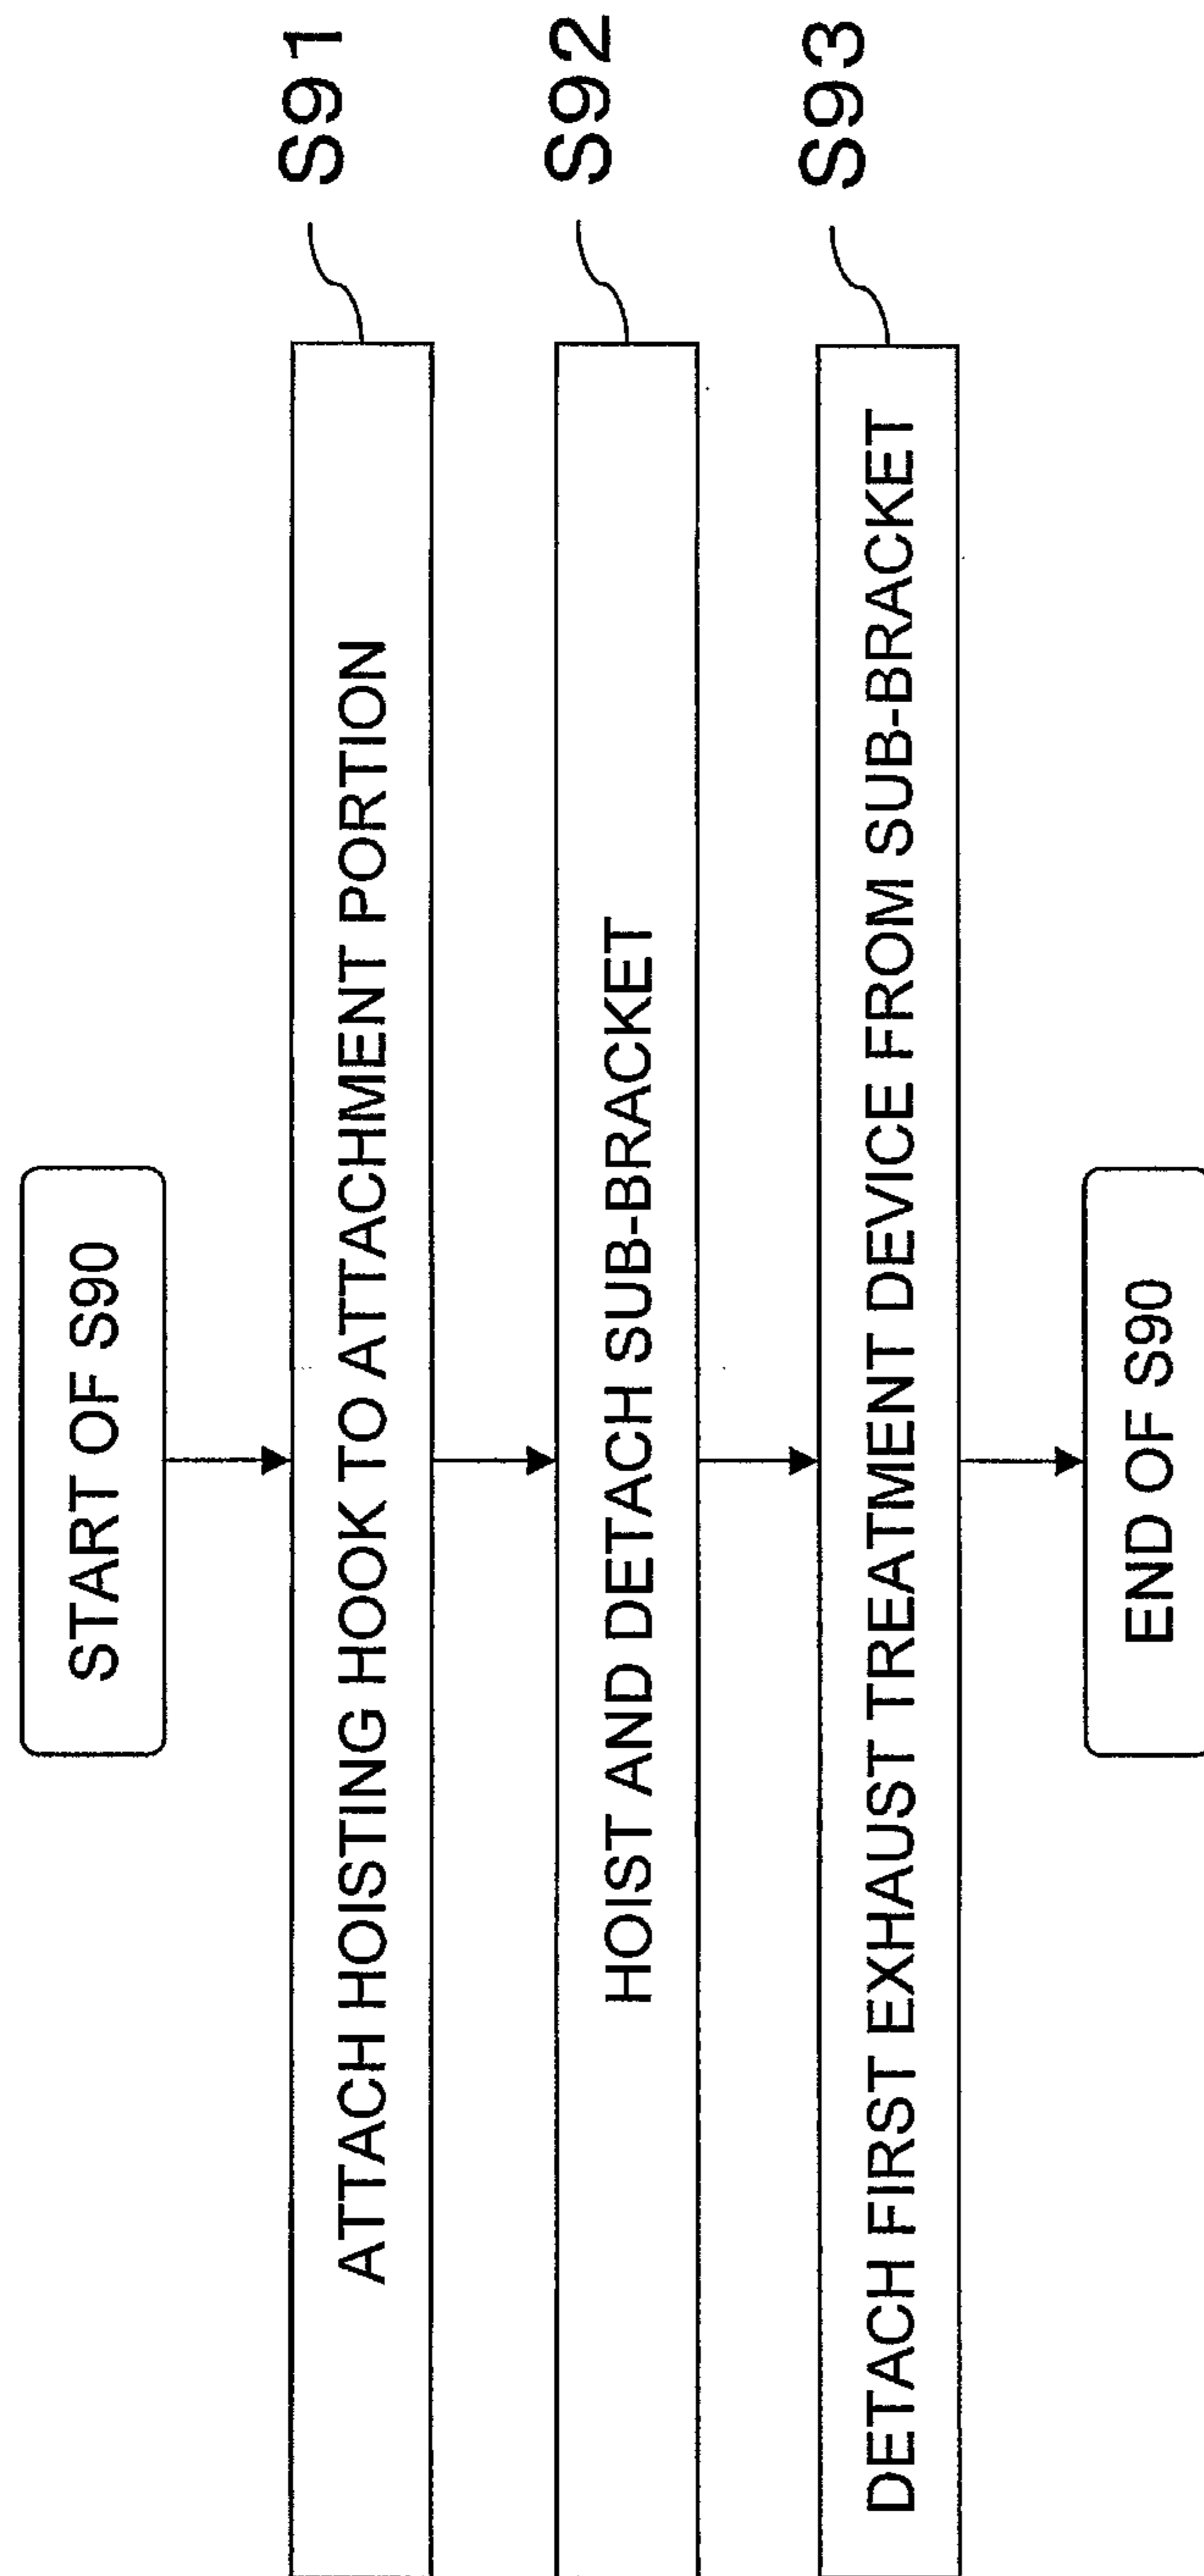 START OF S90
ATTACH HOISTING HOOK TO ATTACHMENT PORTION
S91
HOIST AND DETACH SUB-BRACKET
S92
DETACH FIRST EXHAUST TREATMENT DEVICE FROM SUB-BRACKET
S93
END OF S90